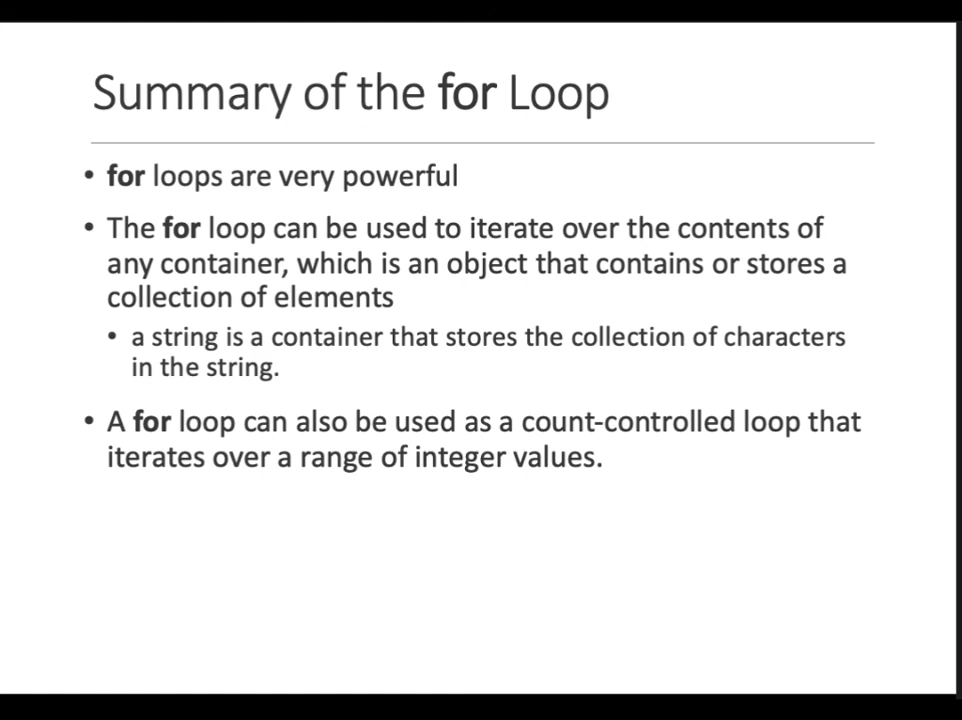 Summary of the for Loop
• for loops are very powerful
• The for loop can be used to iterate over the contents of
any container, which is an object that contains or stores a
collection of elements
• a string is a container that stores the collection of characters
in the string.
• A for loop can also be used as a count-controlled loop that
iterates over a range of integer values.